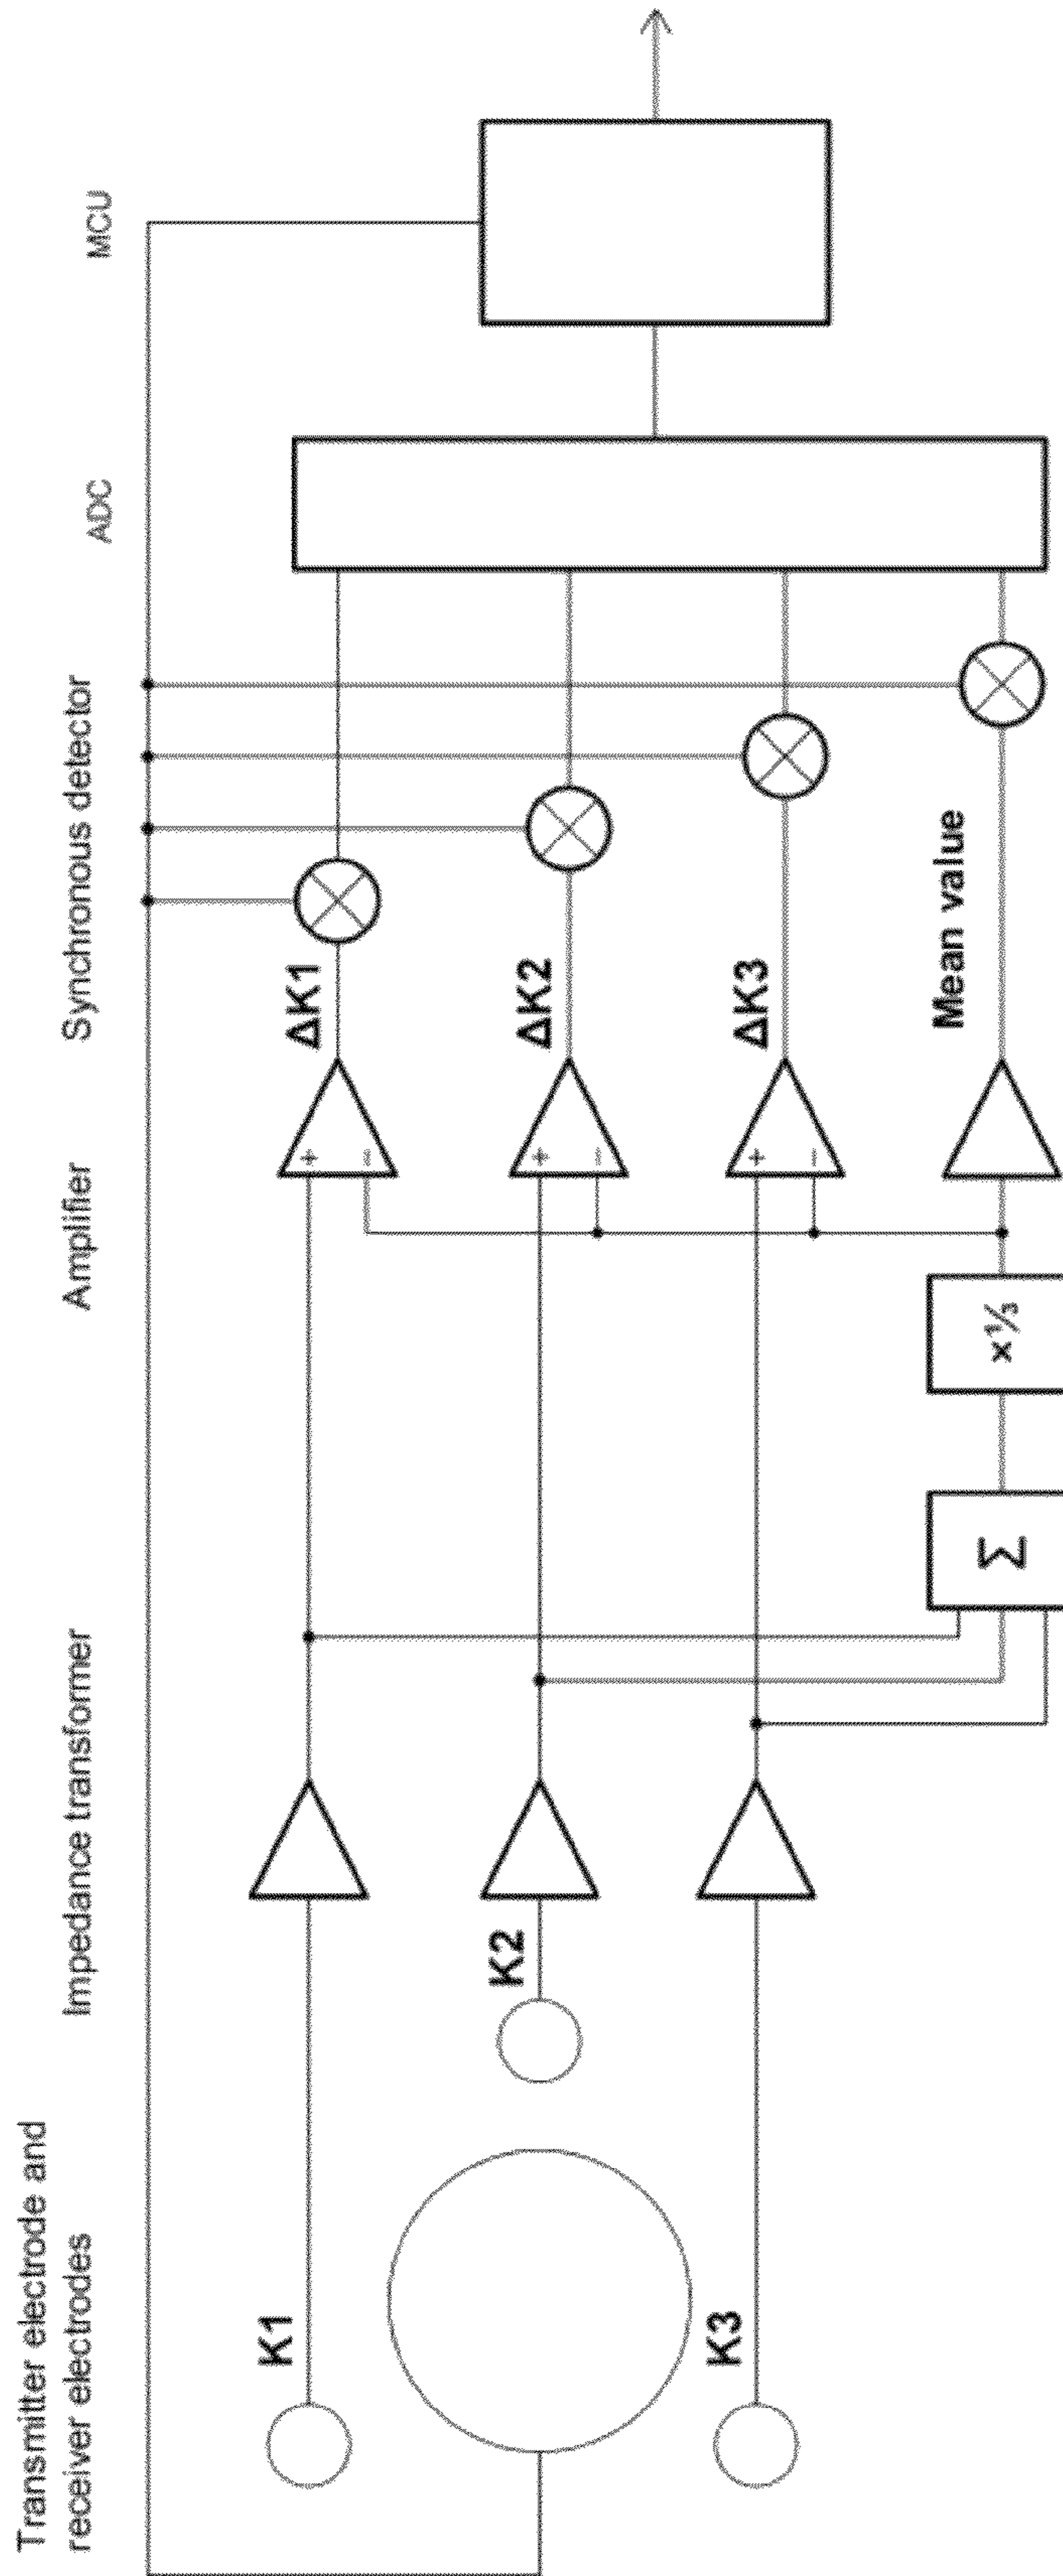 Transmitter electrode and
receiver electrodes
Impedance transformer
Amplifier
Synchronous detector
ADC
MCU
K1
K2
K3
+
−
ΔK1
+
−
ΔK2
+
−
ΔK3
Σ
×⅓
Mean value